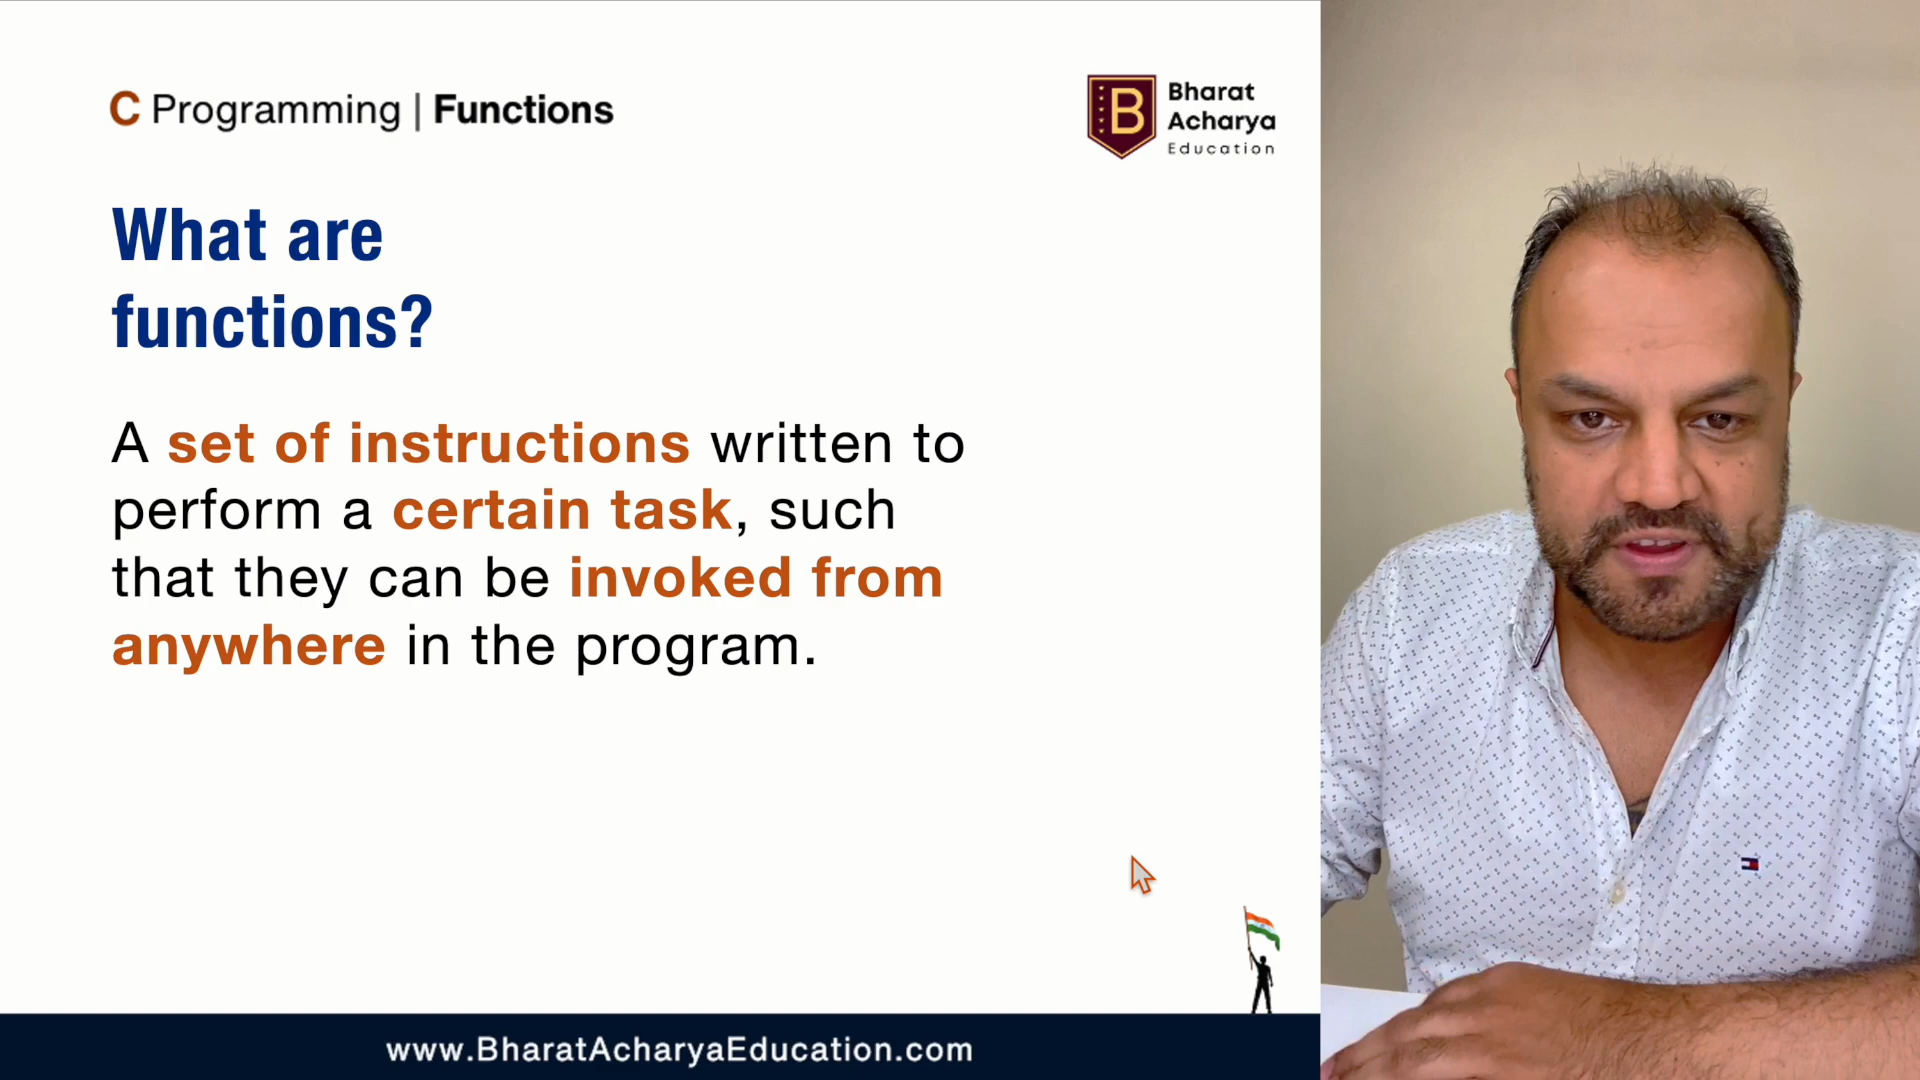 C Programming | Functions
Bharat
Acharya
Education
What are
functions?
A set of instructions written to
perform a certain task, such
that they can be invoked from
anywhere in the program.
www.BharatAcharyaEducation.com